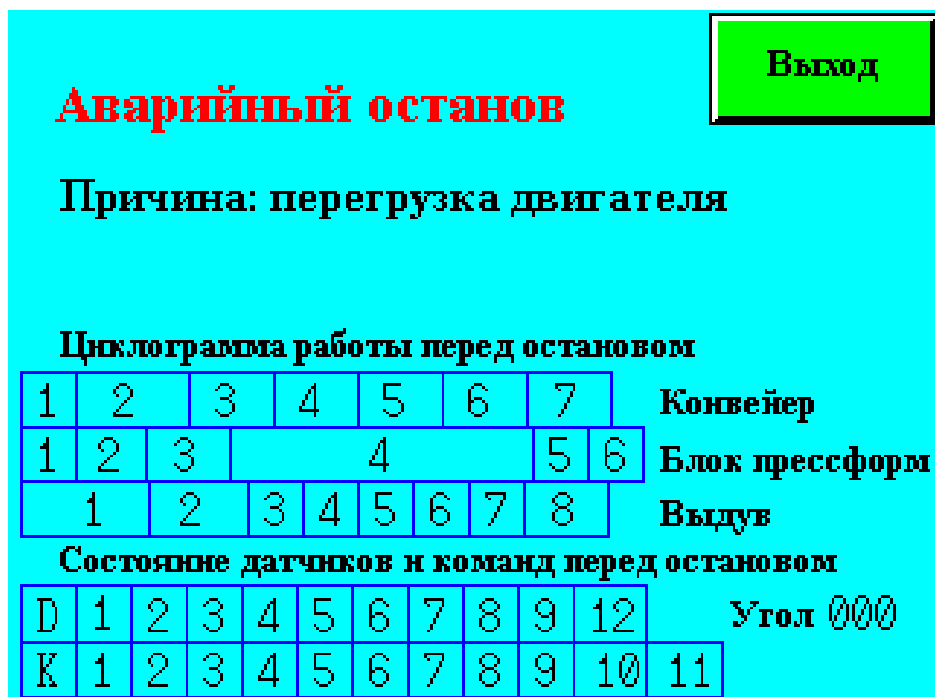 Выход
Аварийный останов
Причина: перегрузка двигателя
Циклограмма работы перед остановом
1 2 3 4 5 6 7 Конвейер
1 2 3 4 5 6 Блок прессформ
1 2 3 4 5 6 7 8 Выдув
Состояние датчиков и команд перед остановом
D 1 2 3 4 5 6 7 8 9 12 Угол 000
K 1 2 3 4 5 6 7 8 9 10 11